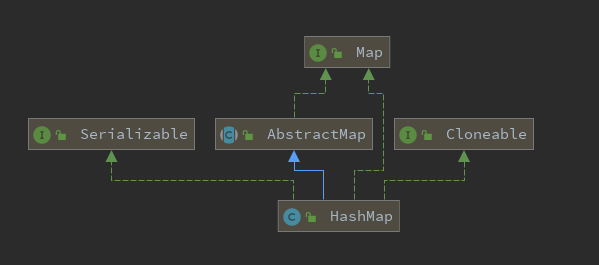 I Map
I Serializable
C AbstractMap
I Cloneable
C HashMap